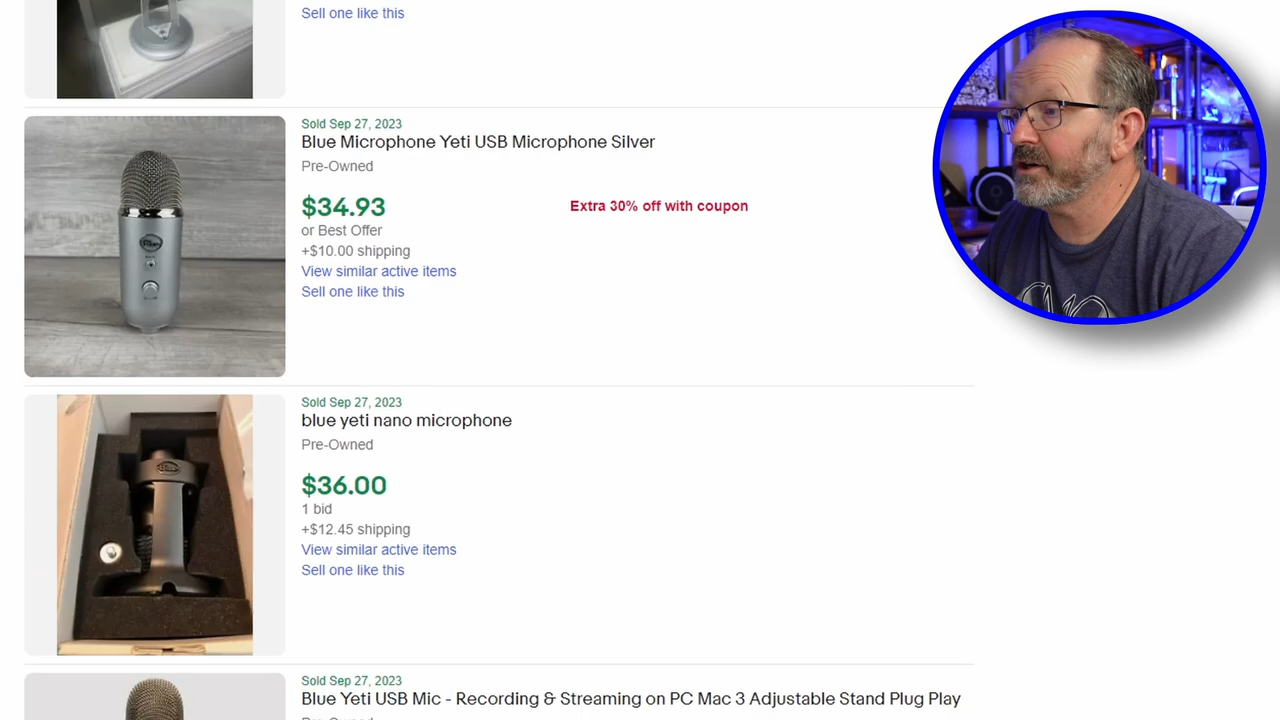 Sell one like this
Sold Sep 27, 2023
Blue Microphone Yeti USB Microphone Silver
Pre-Owned
$34.93
Extra 30% off with coupon
or Best Offer
+$10.00 shipping
View similar active items
Sell one like this
Sold Sep 27, 2023
blue yeti nano microphone
Pre-Owned
$36.00
1 bid
+$12.45 shipping
View similar active items
Sell one like this
Sold Sep 27, 2023
Blue Yeti USB Mic - Recording & Streaming on PC Mac 3 Adjustable Stand Plug Play
Pre-Owned